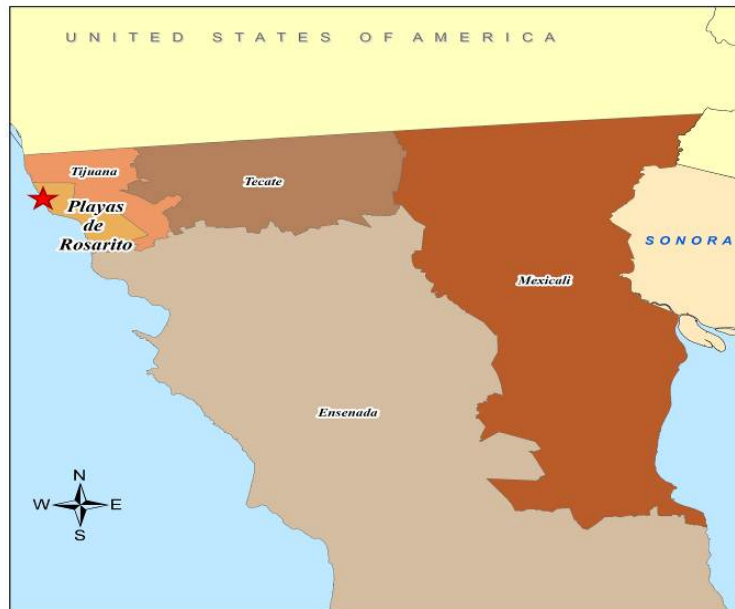 UNITED STATES OF AMERICA
Tijuana
Tecate
Playas
de
Rosarito
SONORA
Mexicali
Ensenada
N
W E
S